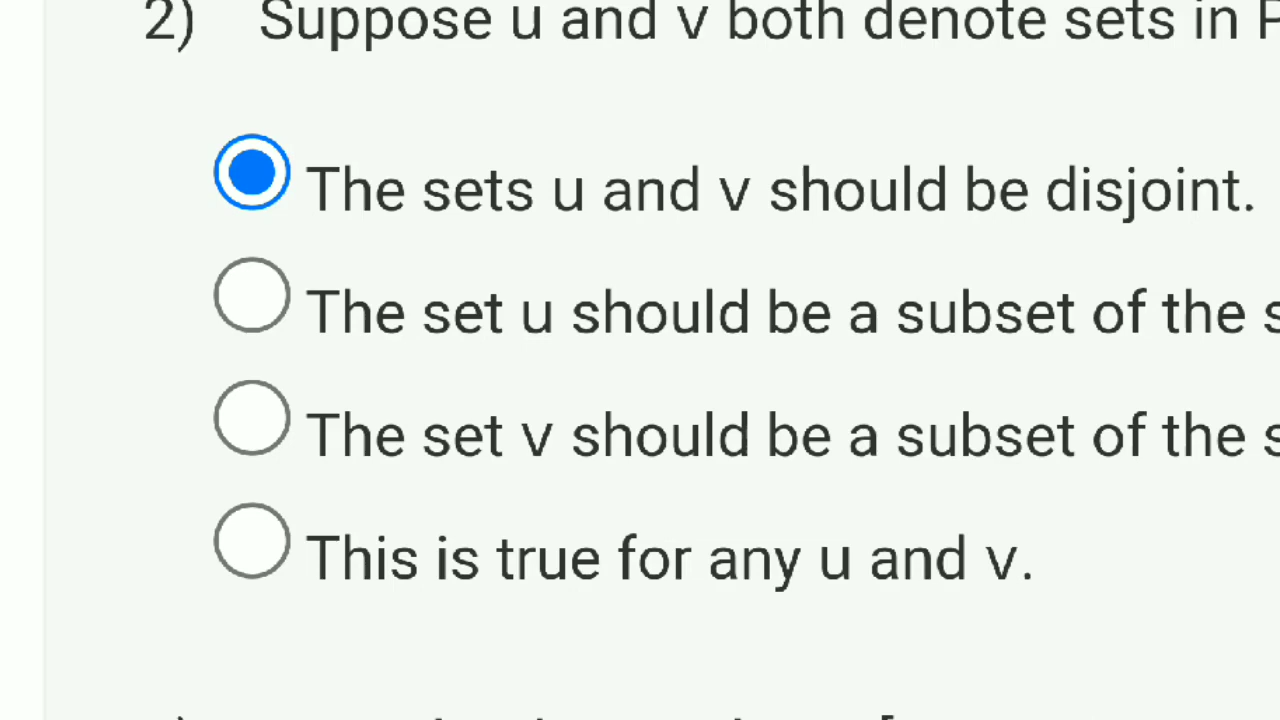 2) Suppose u and v both denote sets in
The sets u and v should be disjoint.
The set u should be a subset of the
The set v should be a subset of the
This is true for any u and v.